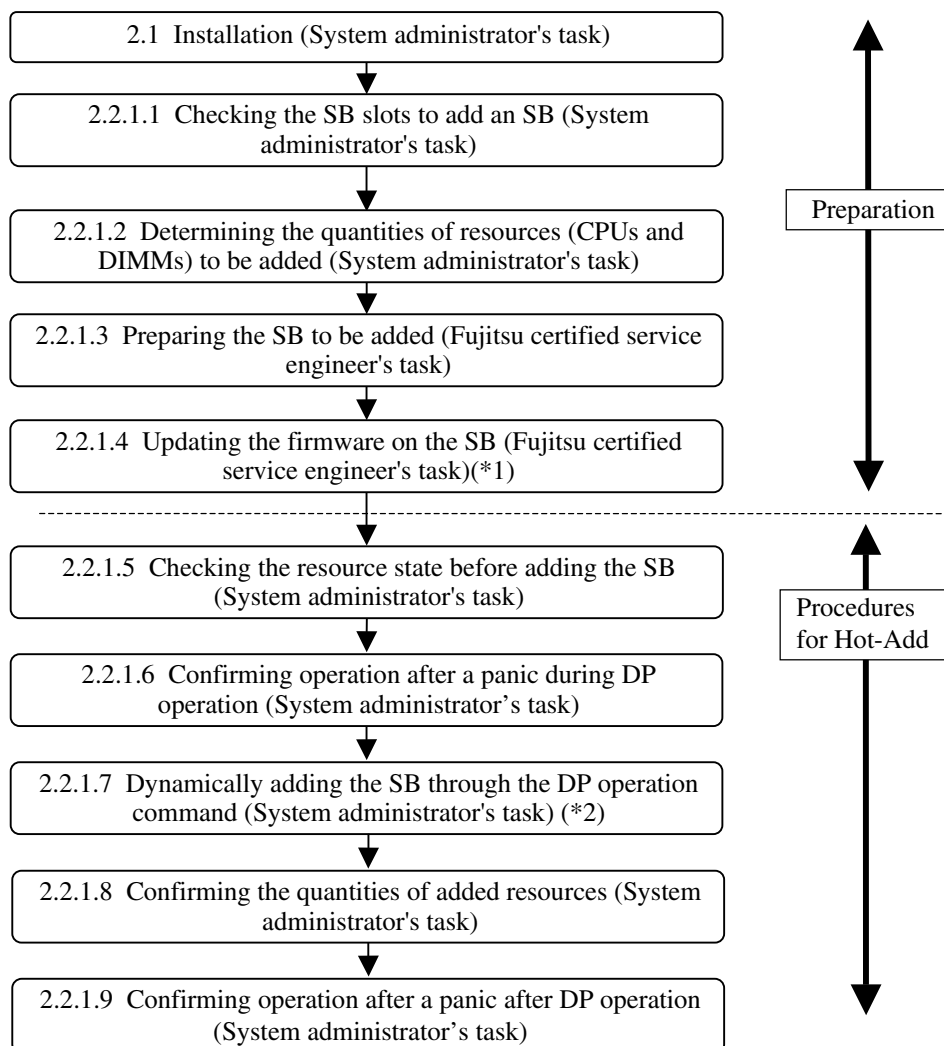 2.1 Installation (System administrator's task)
2.2.1.1 Checking the SB slots to add an SB (System
administrator's task)
2.2.1.2 Determining the quantities of resources (CPUs and
DIMMs) to be added (System administrator's task)
Preparation
2.2.1.3 Preparing the SB to be added (Fujitsu certified service
engineer's task)
2.2.1.4 Updating the firmware on the SB (Fujitsu certified
service engineer's task)(*1)
2.2.1.5 Checking the resource state before adding the SB
(System administrator's task)
Procedures
for Hot-Add
2.2.1.6 Confirming operation after a panic during DP
operation (System administrator’s task)
2.2.1.7 Dynamically adding the SB through the DP operation
command (System administrator's task) (*2)
2.2.1.8 Confirming the quantities of added resources (System
administrator's task)
2.2.1.9 Confirming operation after a panic after DP operation
(System administrator’s task)